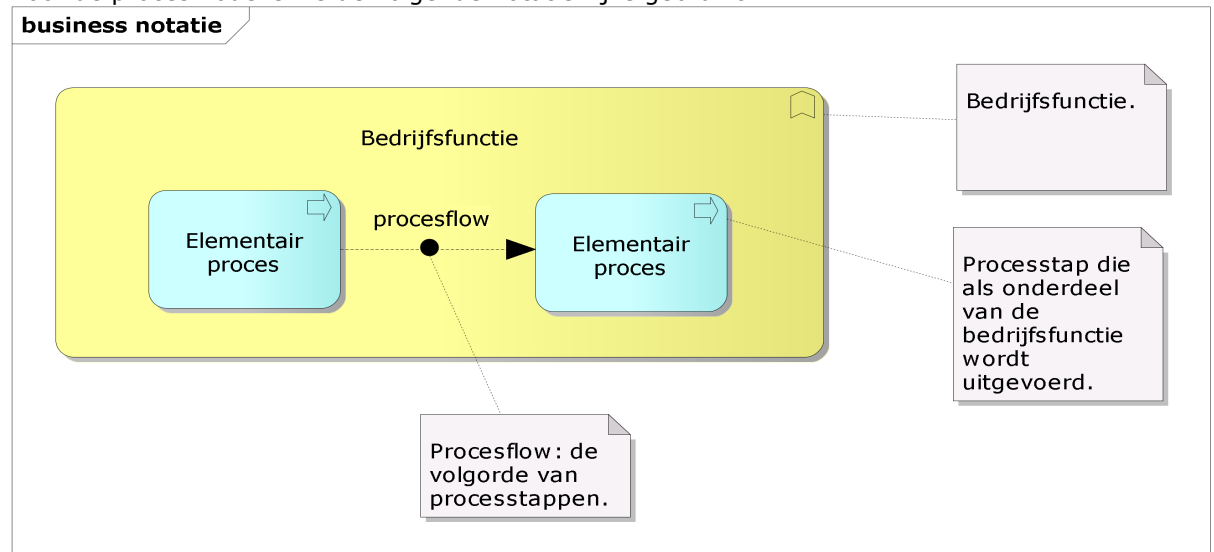 business notatie
Bedrijfsfunctie.
Bedrijfsfunctie
procesflow
Elementair
proces
Elementair
proces
Processtap die
als onderdeel
van de
bedrijfsfunctie
wordt
uitgevoerd.
Procesflow: de
volgorde van
processtappen.